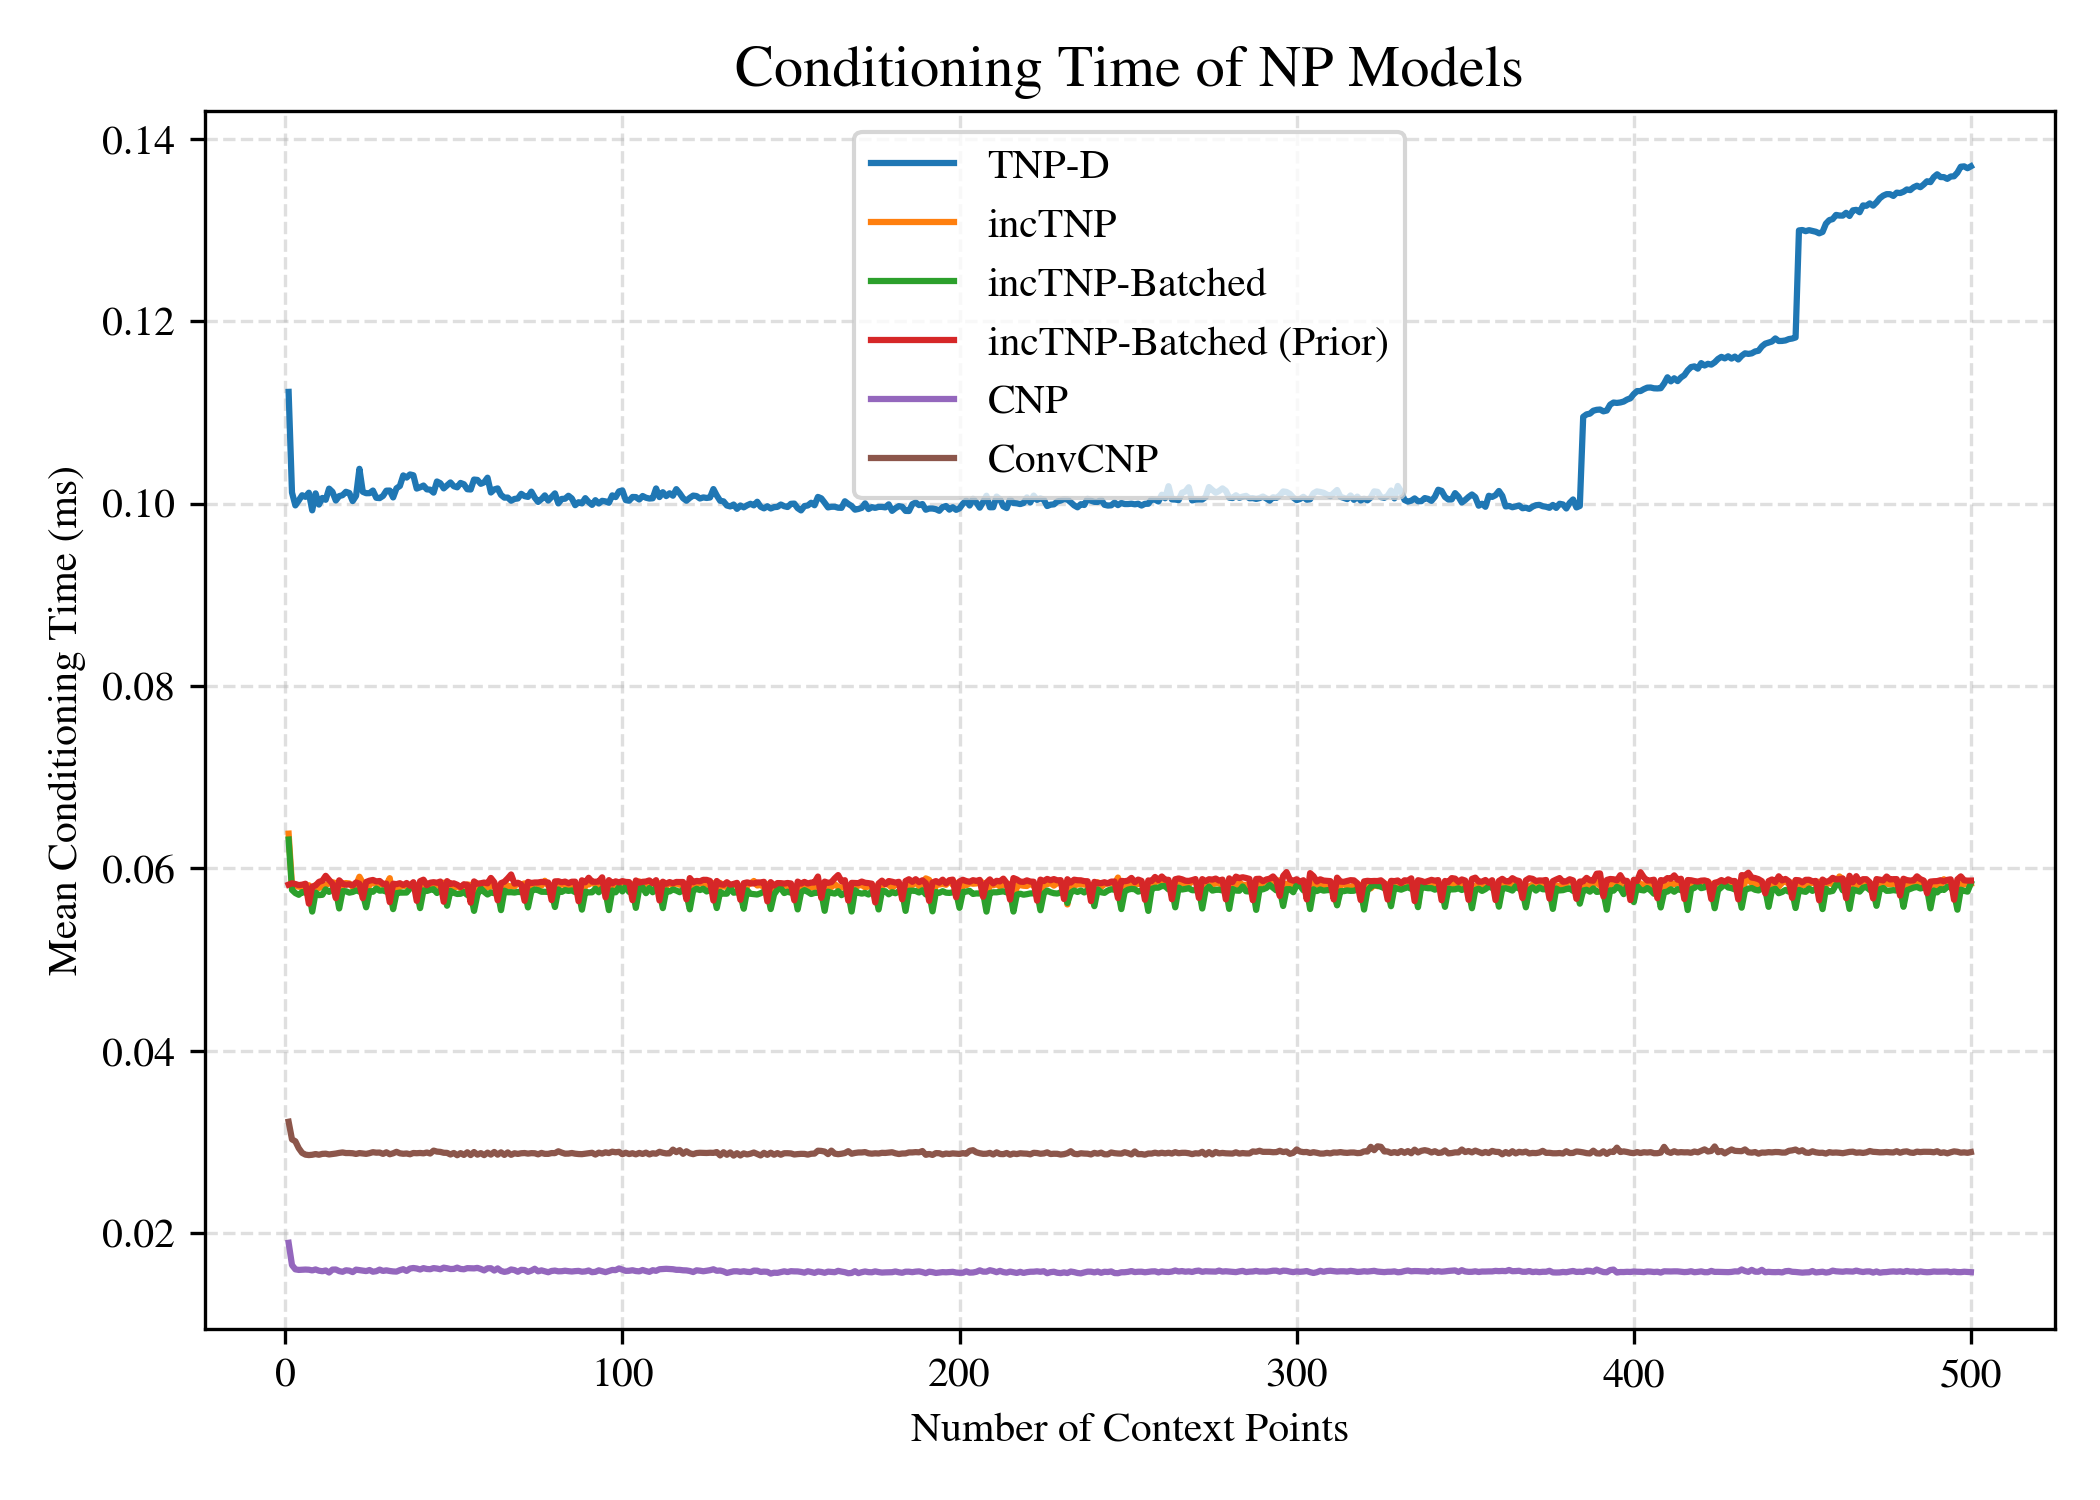 Conditioning Time of NP Models
0.14
0.12
0.10
0.08
0.06
0.04
0.02
Mean Conditioning Time (ms)
TNP-D
incTNP
incTNP-Batched
incTNP-Batched (Prior)
CNP
ConvCNP
0 100 200 300 400 500
Number of Context Points